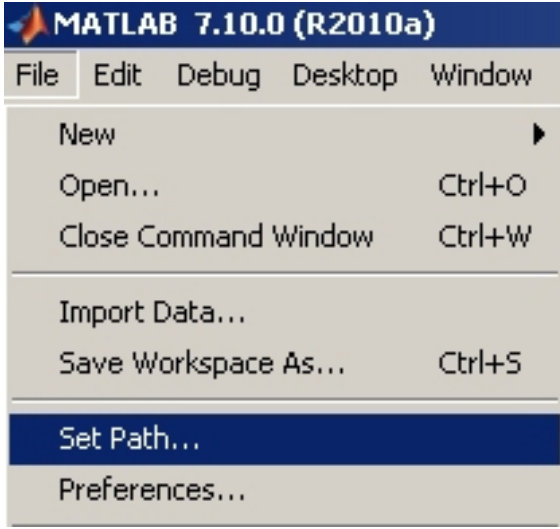 MATLAB 7.10.0 (R2010a)
File Edit Debug Desktop Window
New
Open... Ctrl+O
Close Command Window Ctrl+W
Import Data...
Save Workspace As... Ctrl+S
Set Path...
Preferences...